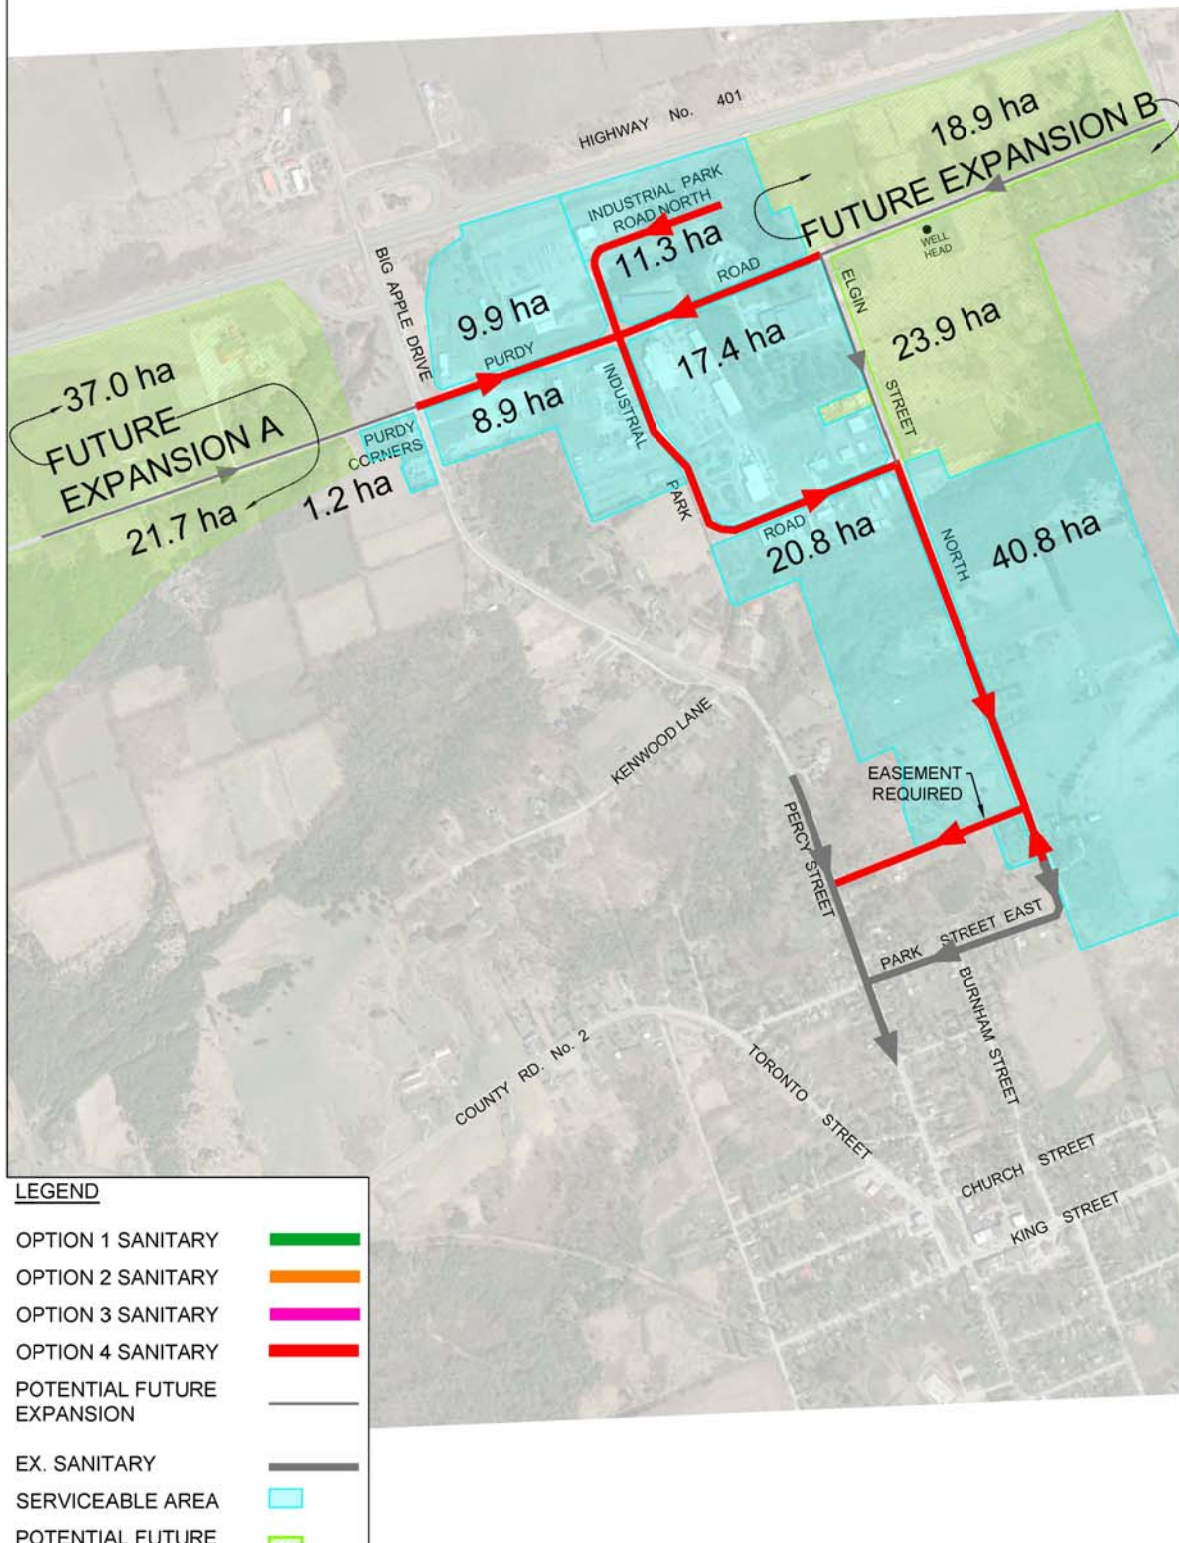 HIGHWAY No. 401
18.9 ha
FUTURE EXPANSION B
INDUSTRIAL PARK
ROAD NORTH
11.3 ha
WELL
HEAD
BIG APPLE DRIVE
9.9 ha
PURDY
ROAD
ELGIN
STREET
NORTH
23.9 ha
17.4 ha
37.0 ha
FUTURE
EXPANSION A
21.7 ha
8.9 ha
INDUSTRIAL
PARK
ROAD
PURDY
CORNERS
1.2 ha
20.8 ha
40.8 ha
KENWOOD LANE
EASEMENT
REQUIRED
PERCY STREET
PARK STREET EAST
BURNHAM STREET
COUNTY RD. No. 2
TORONTO STREET
CHURCH STREET
KING STREET
LEGEND
OPTION 1 SANITARY
OPTION 2 SANITARY
OPTION 3 SANITARY
OPTION 4 SANITARY
POTENTIAL FUTURE
EXPANSION
EX. SANITARY
SERVICEABLE AREA
POTENTIAL FUTURE